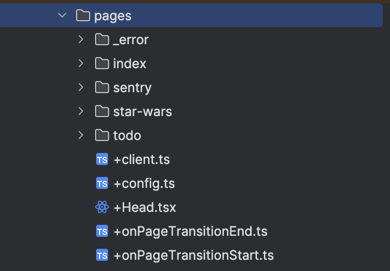 pages
_error
index
sentry
star-wars
todo
TS +client.ts
TS +config.ts
+Head.tsx
TS +onPageTransitionEnd.ts
TS +onPageTransitionStart.ts